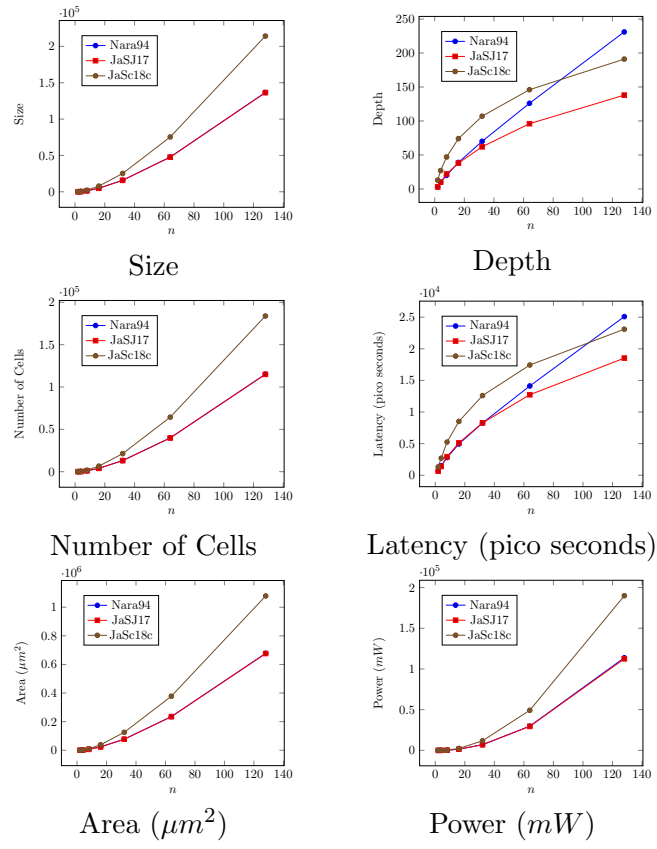 ·10^5
2
1.5
1
0.5
0
Size
Nara94
JaSJ17
JaSc18c
0 20 40 60 80 100 120 140
n
Size
250
200
150
100
50
0
Depth
Nara94
JaSJ17
JaSc18c
0 20 40 60 80 100 120 140
n
Depth
·10^5
2
1.5
1
0.5
0
Number of Cells
Nara94
JaSJ17
JaSc18c
0 20 40 60 80 100 120 140
n
Number of Cells
·10^4
2.5
2
1.5
1
0.5
0
Latency (pico seconds)
Nara94
JaSJ17
JaSc18c
0 20 40 60 80 100 120 140
n
Latency (pico seconds)
·10^6
1
0.8
0.6
0.4
0.2
0
Area (μm²)
Nara94
JaSJ17
JaSc18c
0 20 40 60 80 100 120 140
n
Area (μm²)
·10^5
2
1.5
1
0.5
0
Power (mW)
Nara94
JaSJ17
JaSc18c
0 20 40 60 80 100 120 140
n
Power (mW)